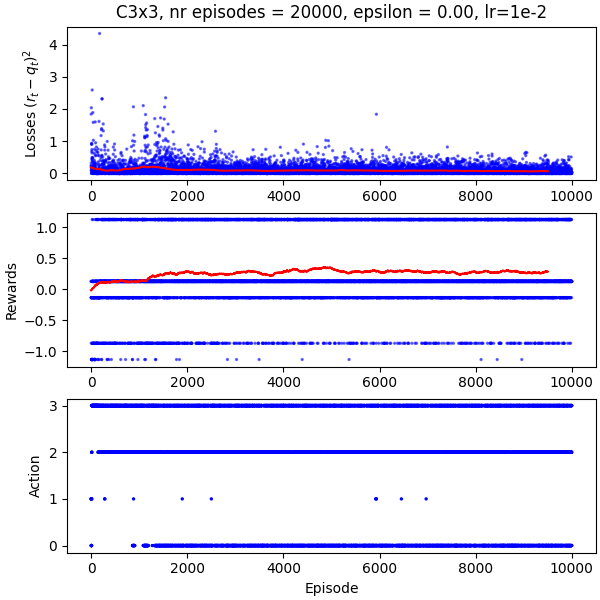 C3x3, nr episodes = 20000, epsilon = 0.00, lr=1e-2
Losses (r_t − q_t)²
4
3
2
1
0
0 2000 4000 6000 8000 10000
Rewards
1.0
0.5
0.0
−0.5
−1.0
0 2000 4000 6000 8000 10000
Action
3
2
1
0
0 2000 4000 6000 8000 10000
Episode